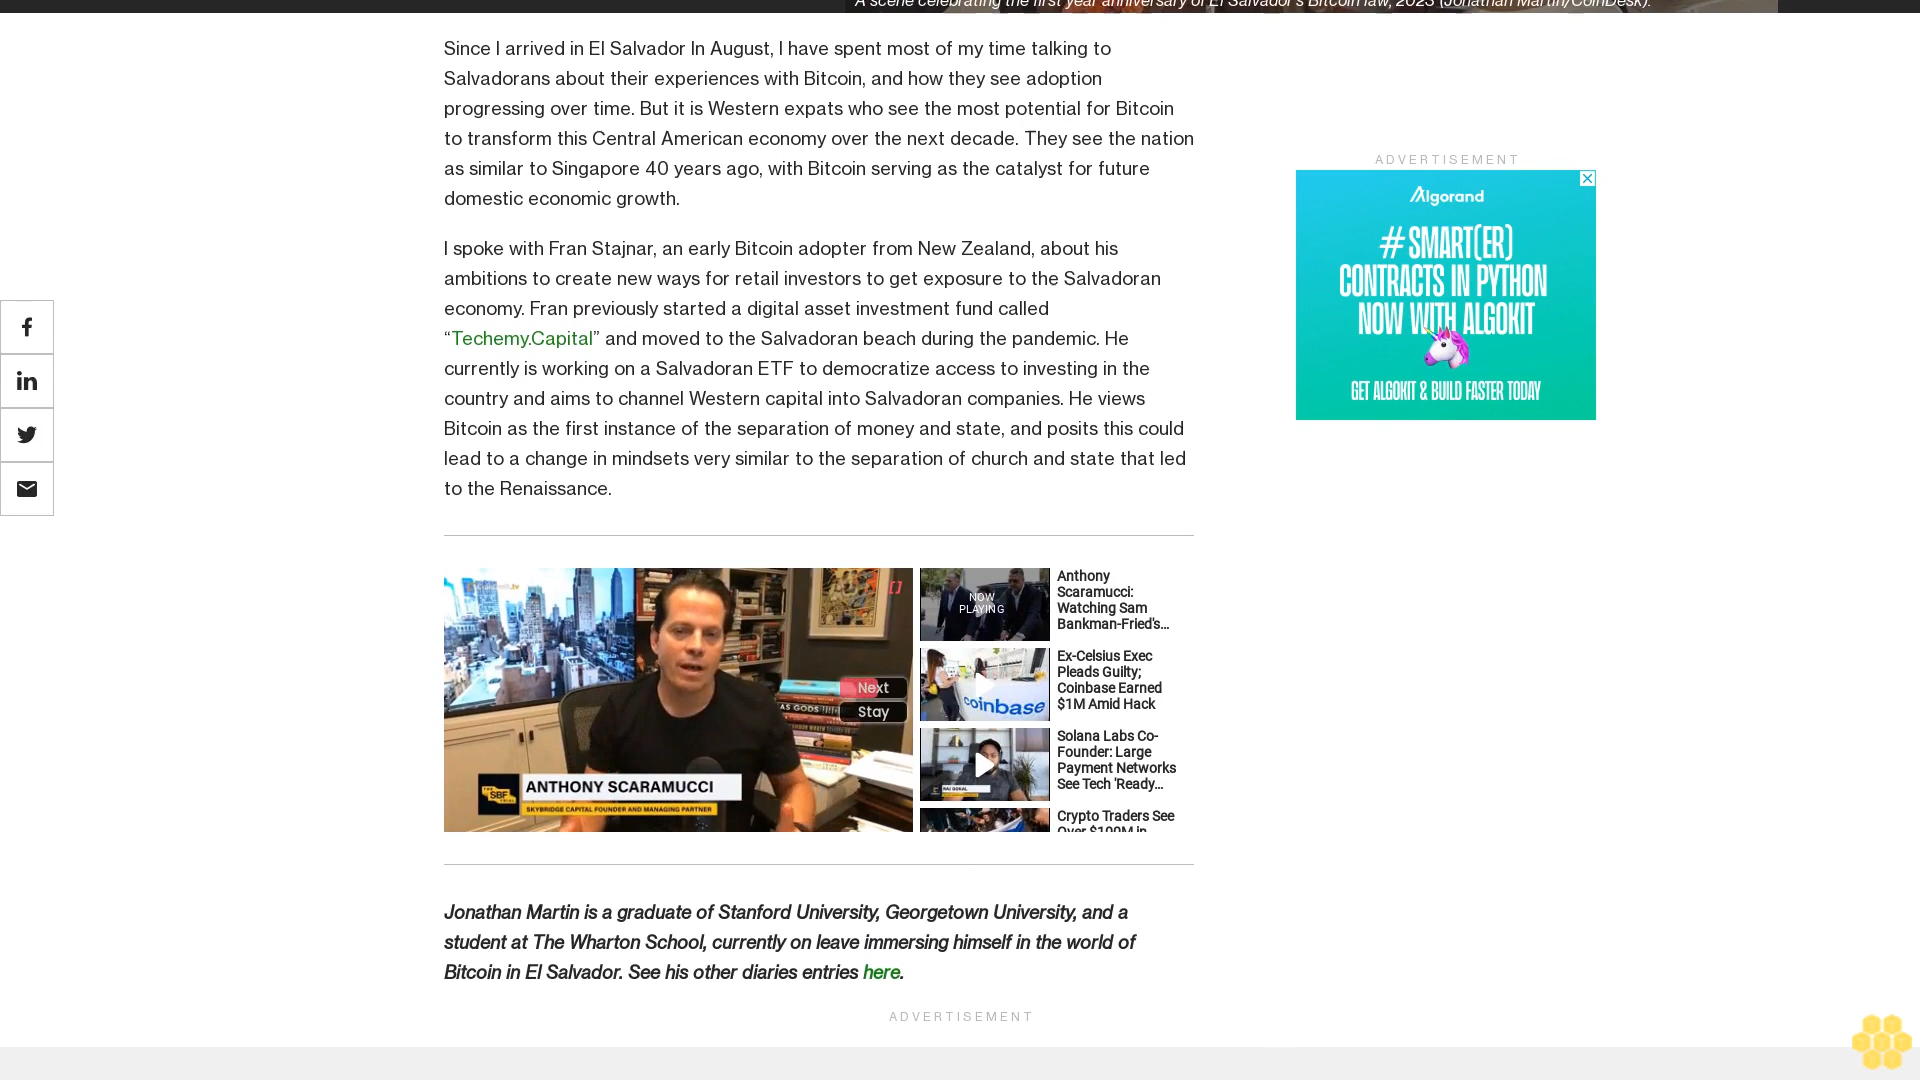 A scene celebrating the first year anniversary of El Salvador's Bitcoin law, 2023 (Jonathan Martin/CoinDesk).
Since I arrived in El Salvador In August, I have spent most of my time talking to
Salvadorans about their experiences with Bitcoin, and how they see adoption
progressing over time. But it is Western expats who see the most potential for Bitcoin
to transform this Central American economy over the next decade. They see the nation
as similar to Singapore 40 years ago, with Bitcoin serving as the catalyst for future
domestic economic growth.
I spoke with Fran Stajnar, an early Bitcoin adopter from New Zealand, about his
ambitions to create new ways for retail investors to get exposure to the Salvadoran
economy. Fran previously started a digital asset investment fund called
“Techemy.Capital” and moved to the Salvadoran beach during the pandemic. He
currently is working on a Salvadoran ETF to democratize access to investing in the
country and aims to channel Western capital into Salvadoran companies. He views
Bitcoin as the first instance of the separation of money and state, and posits this could
lead to a change in mindsets very similar to the separation of church and state that led
to the Renaissance.
ADVERTISEMENT
Algorand
#SMART(ER)
CONTRACTS IN PYTHON
NOW WITH ALGOKIT
GET ALGOKIT & BUILD FASTER TODAY
Next
Stay
AS GODS
THE
SBF
TRIAL
ANTHONY SCARAMUCCI
SKYBRIDGE CAPITAL FOUNDER AND MANAGING PARTNER
NOW
PLAYING
Anthony
Scaramucci:
Watching Sam
Bankman-Fried's...
coinbase
Ex-Celsius Exec
Pleads Guilty;
Coinbase Earned
$1M Amid Hack
RAJ GOKAL
Solana Labs Co-
Founder: Large
Payment Networks
See Tech 'Ready...
Crypto Traders See
Over $100M in
Jonathan Martin is a graduate of Stanford University, Georgetown University, and a
student at The Wharton School, currently on leave immersing himself in the world of
Bitcoin in El Salvador. See his other diaries entries here.
ADVERTISEMENT